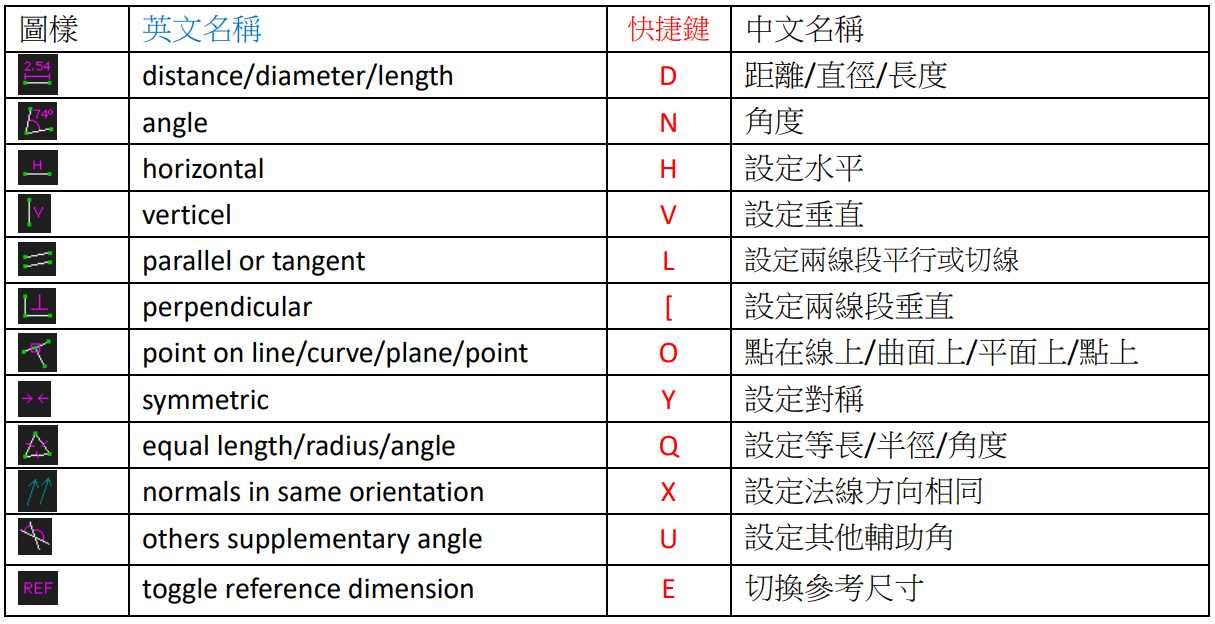 圖樣 英文名稱 快捷鍵 中文名稱
2.54 distance/diameter/length D 距離/直徑/長度
74° angle N 角度
H horizontal H 設定水平
V verticel V 設定垂直
parallel or tangent L 設定兩線段平行或切線
perpendicular [ 設定兩線段垂直
point on line/curve/plane/point O 點在線上/曲面上/平面上/點上
symmetric Y 設定對稱
equal length/radius/angle Q 設定等長/半徑/角度
normals in same orientation X 設定法線方向相同
others supplementary angle U 設定其他輔助角
REF toggle reference dimension E 切換參考尺寸